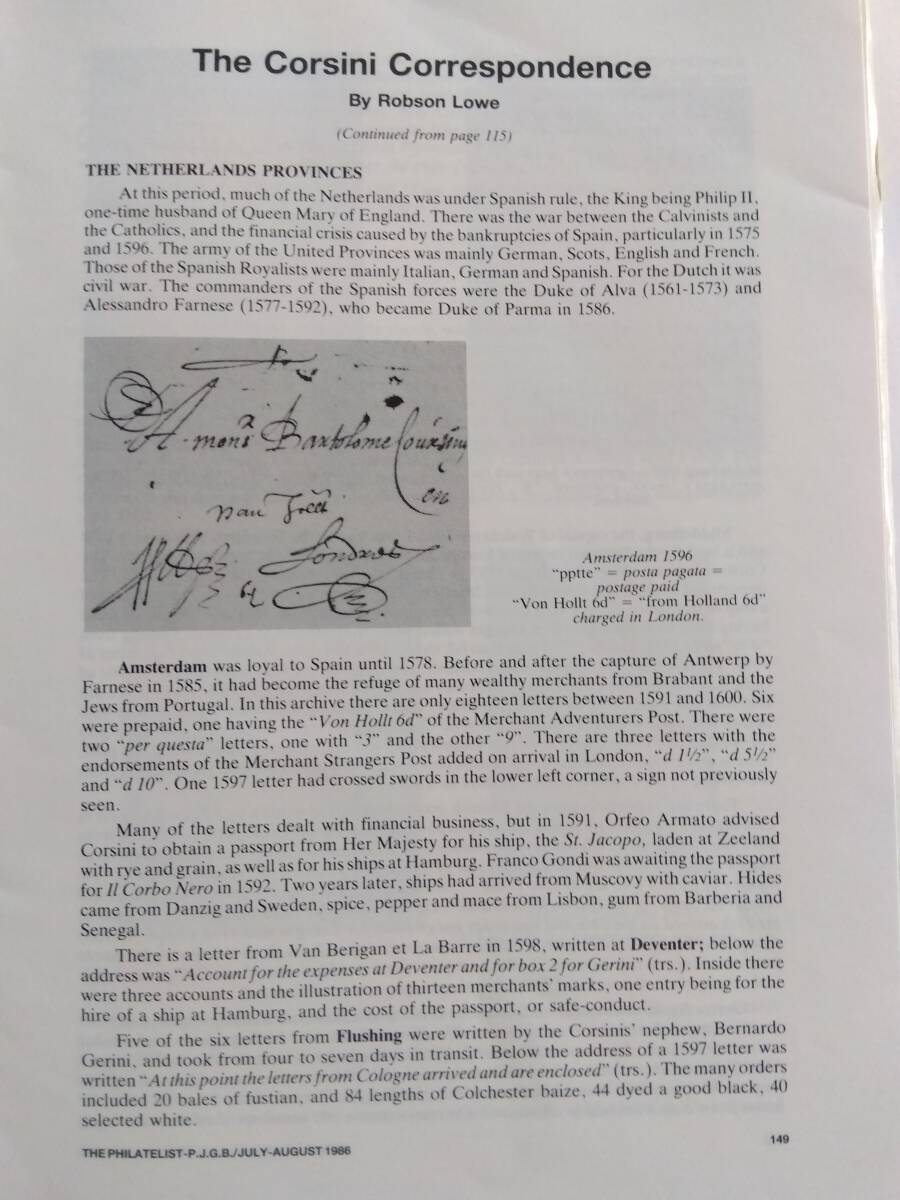 The Corsini Correspondence
By Robson Lowe
(Continued from page 115)
THE NETHERLANDS PROVINCES
At this period, much of the Netherlands was under Spanish rule, the King being Philip II,
one-time husband of Queen Mary of England. There was the war between the Calvinists and
the Catholics, and the financial crisis caused by the bankruptcies of Spain, particularly in 1575
and 1596. The army of the United Provinces was mainly German, Scots, English and French.
Those of the Spanish Royalists were mainly Italian, German and Spanish. For the Dutch it was
civil war. The commanders of the Spanish forces were the Duke of Alva (1561-1573) and
Alessandro Farnese (1577-1592), who became Duke of Parma in 1586.
A mons Bartolome Coursini
en
Londres
Amsterdam 1596
“pptte” = posta pagata =
postage paid
“Von Hollt 6d” = “from Holland 6d”
charged in London.
Amsterdam was loyal to Spain until 1578. Before and after the capture of Antwerp by
Farnese in 1585, it had become the refuge of many wealthy merchants from Brabant and the
Jews from Portugal. In this archive there are only eighteen letters between 1591 and 1600. Six
were prepaid, one having the “Von Hollt 6d” of the Merchant Adventurers Post. There were
two “per questa” letters, one with “3” and the other “9”. There are three letters with the
endorsements of the Merchant Strangers Post added on arrival in London, “d 1½”, “d 5½”
and “d 10”. One 1597 letter had crossed swords in the lower left corner, a sign not previously
seen.
Many of the letters dealt with financial business, but in 1591, Orfeo Armato advised
Corsini to obtain a passport from Her Majesty for his ship, the St. Jacopo, laden at Zeeland
with rye and grain, as well as for his ships at Hamburg. Franco Gondi was awaiting the passport
for Il Corbo Nero in 1592. Two years later, ships had arrived from Muscovy with caviar. Hides
came from Danzig and Sweden, spice, pepper and mace from Lisbon, gum from Barberia and
Senegal.
There is a letter from Van Berigan et La Barre in 1598, written at Deventer; below the
address was “Account for the expenses at Deventer and for box 2 for Gerini” (trs.). Inside there
were three accounts and the illustration of thirteen merchants’ marks, one entry being for the
hire of a ship at Hamburg, and the cost of the passport, or safe-conduct.
Five of the six letters from Flushing were written by the Corsinis’ nephew, Bernardo
Gerini, and took from four to seven days in transit. Below the address of a 1597 letter was
written “At this point the letters from Cologne arrived and are enclosed” (trs.). The many orders
included 20 bales of fustian, and 84 lengths of Colchester baize, 44 dyed a good black, 40
selected white.
THE PHILATELIST-P.J.G.B./JULY-AUGUST 1986
149